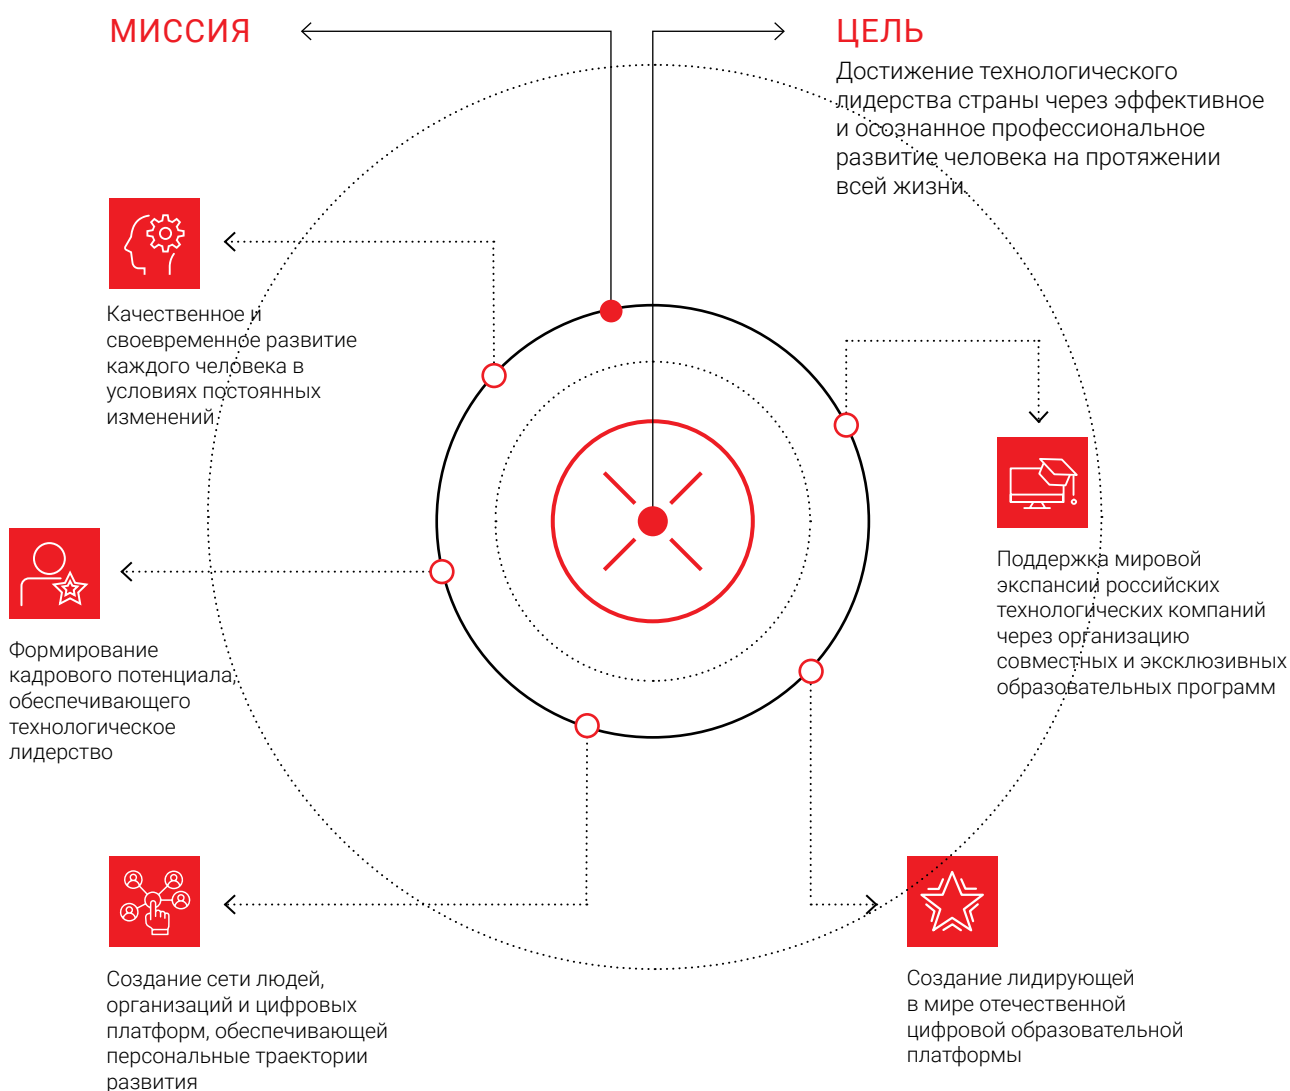 МИССИЯ
ЦЕЛЬ
Достижение технологического
лидерства страны через эффективное
и осознанное профессиональное
развитие человека на протяжении
всей жизни
Качественное и
своевременное развитие
каждого человека в
условиях постоянных
изменений
Поддержка мировой
экспансии российских
технологических компаний
через организацию
совместных и эксклюзивных
образовательных программ
Формирование
кадрового потенциала,
обеспечивающего
технологическое
лидерство
Создание сети людей,
организаций и цифровых
платформ, обеспечивающей
персональные траектории
развития
Создание лидирующей
в мире отечественной
цифровой образовательной
платформы